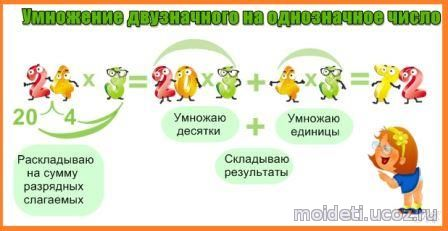 Умножение двузначного на однозначное число
24 x 3 = 20 x 3 + 4 x 3 = 72
20 4
Умножаю
десятки
+
Умножаю
единицы
Раскладываю
на сумму
разрядных
слагаемых
Складываю
результаты
moideti.ucoz.ru